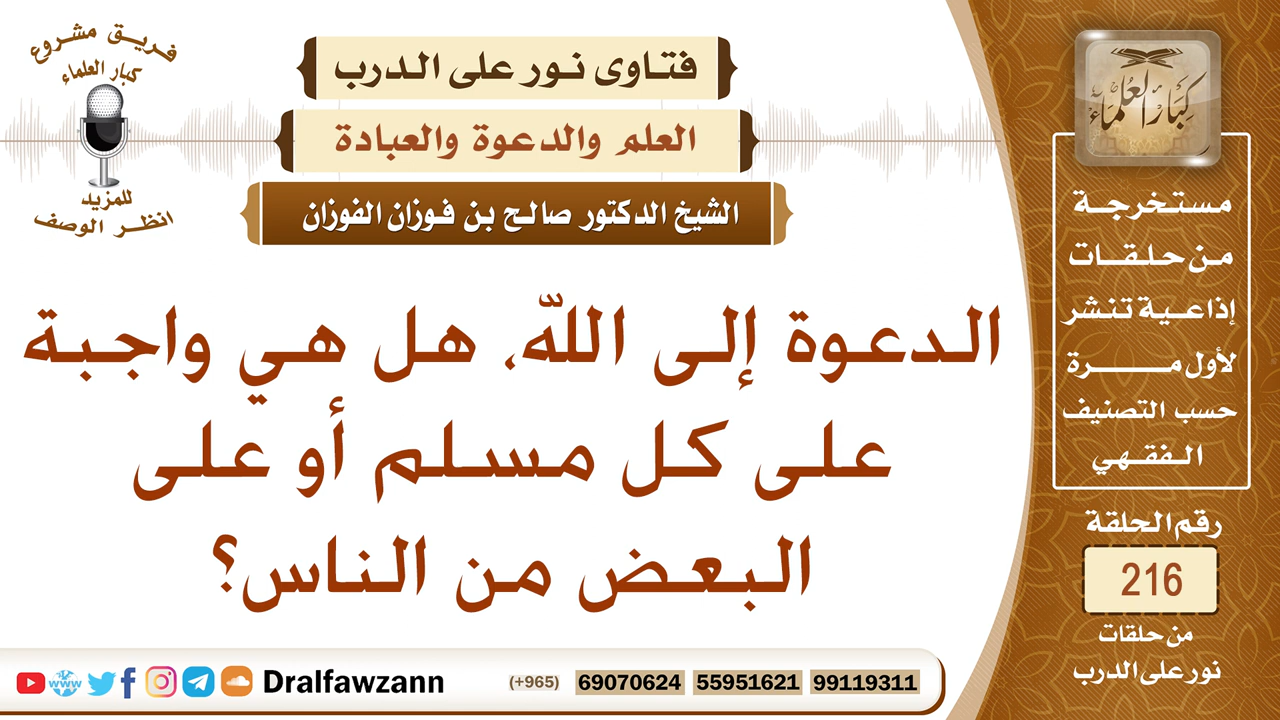 فريق مشروع
كبار العلماء
للمزيد
انظر الوصف
فتاوى نور على الدرب
العلم والدعوة والعبادة
الشيخ الدكتور صالح بن فوزان الفوزان
الدعوة إلى الله، هل هي واجبة
على كل مسلم أو على
البعض من الناس؟
كبار العلماء
مستخرجة
من حلقات
إذاعية تنشر
لأول مرة
حسب التصنيف
الفقهي
رقم الحلقة
216
من حلقات
نور على الدرب
www Dralfawzann (+965) 69070624 55951621 99119311